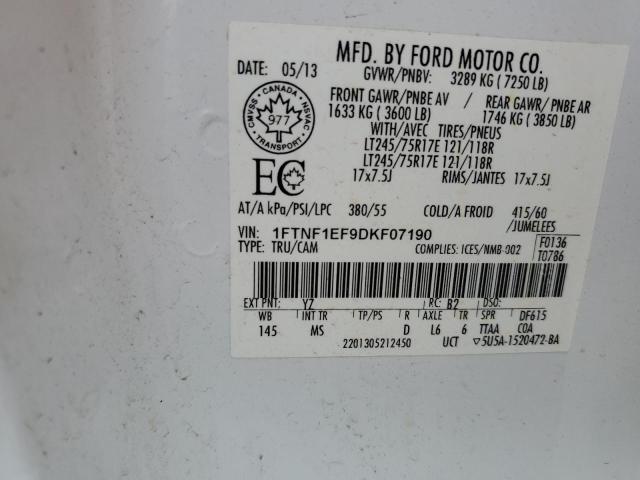 MFD. BY FORD MOTOR CO.
DATE: 05/13 GVWR/PNBV: 3289 KG ( 7250 LB)
FRONT GAWR/PNBE AV / REAR GAWR/PNBE AR
1633 KG ( 3600 LB) 1746 KG ( 3850 LB)
WITH/AVEC TIRES/PNEUS
LT245/75R17E 121/118R
LT245/75R17E 121/118R
17x7.5J RIMS/JANTES 17x7.5J
CMVSS CANADA NSVAC
977
TRANSPORT
EC
AT/A kPa/PSI/LPC 380/55 COLD/A FROID 415/60
/JUMELEES
VIN: 1FTNF1EF9DKF07190
F0136
TYPE: TRU/CAM COMPLIES: ICES/NMB-002
T0786
EXT PNT: YZ RC: B2 DSO:
WB INT TR TP/PS R AXLE TR SPR DF615
145 MS D L6 6 TTAA COA
2201305212450 UCT ▽5U5A-1520472-BA